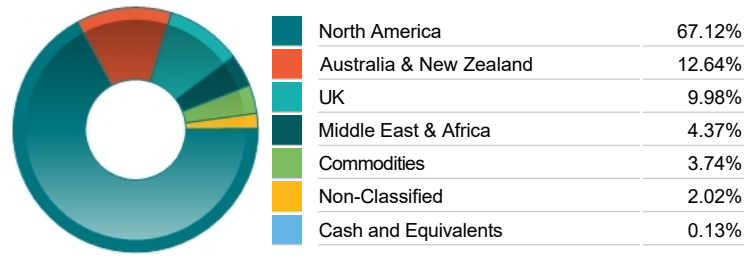 North America 67.12%
Australia & New Zealand 12.64%
UK 9.98%
Middle East & Africa 4.37%
Commodities 3.74%
Non-Classified 2.02%
Cash and Equivalents 0.13%